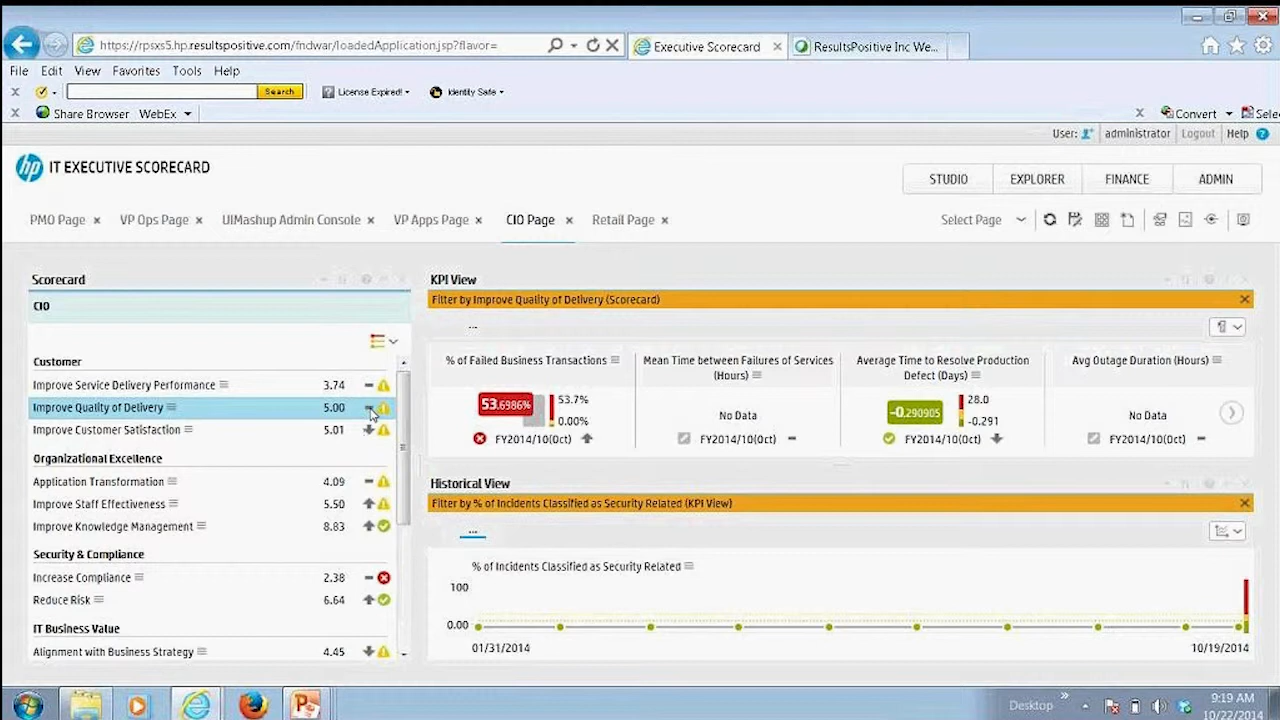 https://rpsxs5.hp.resultspositive.com/fndwar/loadedApplication.jsp?flavor=
Executive Scorecard
ResultsPositive Inc We...
File Edit View Favorites Tools Help
Search
License Expired!
Identity Safe
Share Browser WebEx
Convert
Sele
User: administrator Logout Help
hp IT EXECUTIVE SCORECARD
STUDIO EXPLORER FINANCE ADMIN
PMO Page VP Ops Page UIMashup Admin Console VP Apps Page CIO Page Retail Page
Select Page
Scorecard
CIO
Customer
Improve Service Delivery Performance 3.74
Improve Quality of Delivery 5.00
Improve Customer Satisfaction 5.01
Organizational Excellence
Application Transformation 4.09
Improve Staff Effectiveness 5.50
Improve Knowledge Management 8.83
Security & Compliance
Increase Compliance 2.38
Reduce Risk 6.64
IT Business Value
Alignment with Business Strategy 4.45
KPI View
Filter by Improve Quality of Delivery (Scorecard)
...
% of Failed Business Transactions
53.6986%
53.7%
0.00%
FY2014/10(Oct)
Mean Time between Failures of Services
(Hours)
No Data
FY2014/10(Oct)
Average Time to Resolve Production
Defect (Days)
-0.290905
28.0
-0.291
FY2014/10(Oct)
Avg Outage Duration (Hours)
No Data
FY2014/10(Oct)
Historical View
Filter by % of Incidents Classified as Security Related (KPI View)
...
% of Incidents Classified as Security Related
100
0.00
01/31/2014 10/19/2014
Desktop
9:19 AM
10/22/2014